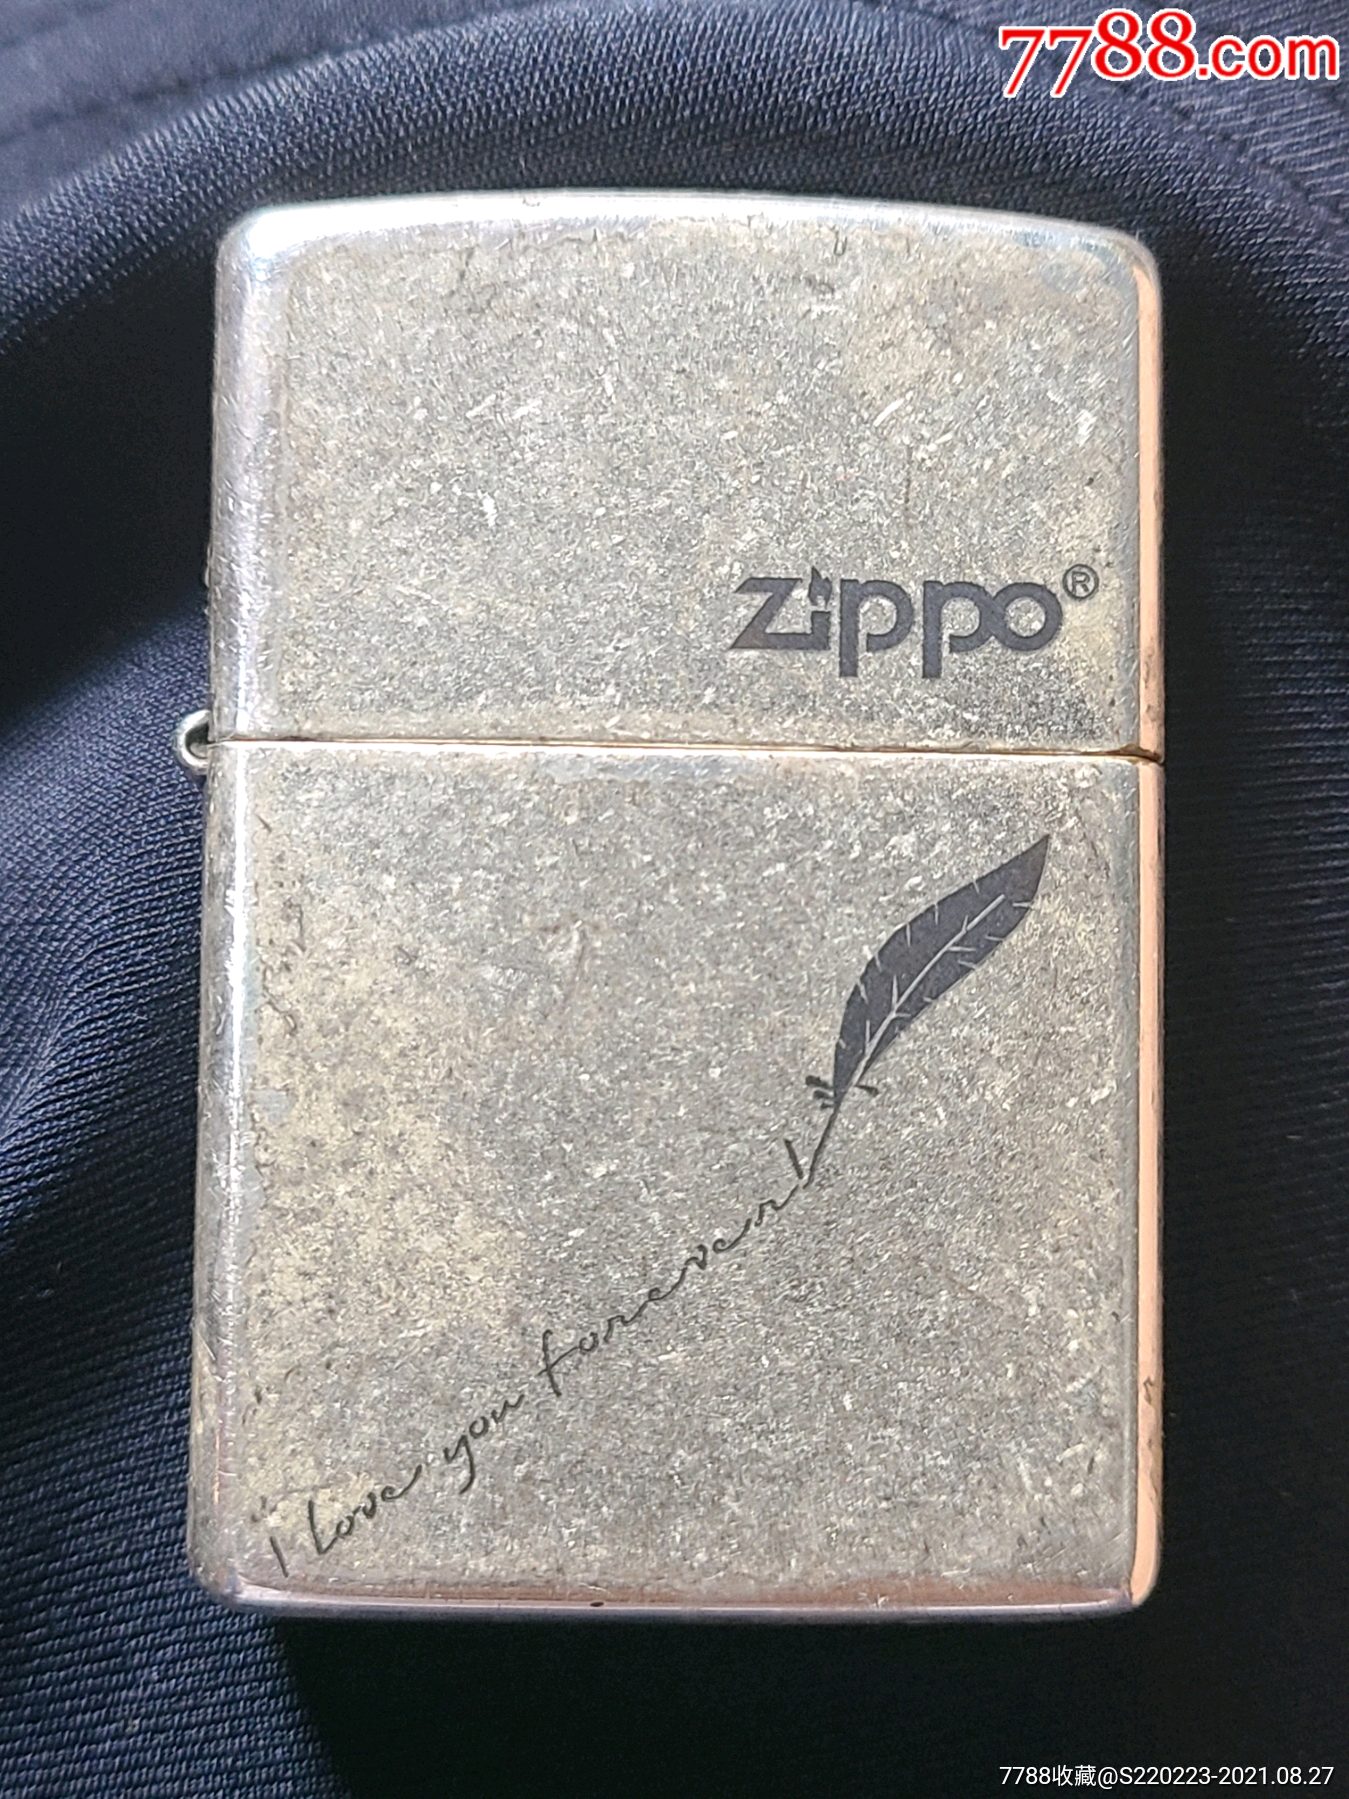 7788.com
zippo®
I love you forever!
7788收藏@S220223-2021.08.27